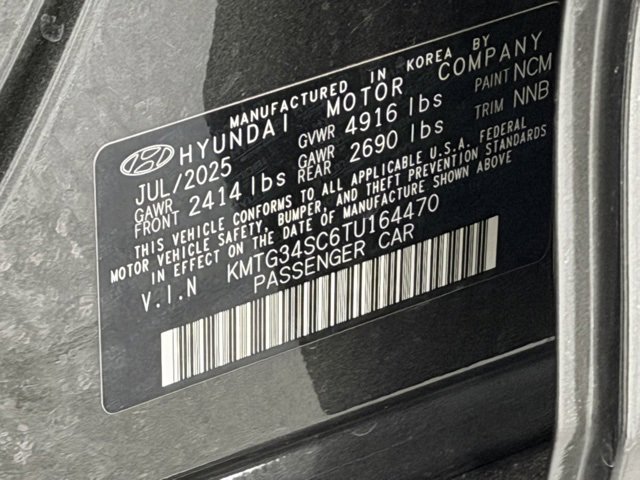 MANUFACTURED IN KOREA BY
HYUNDAI MOTOR COMPANY
JUL/2025 GVWR 4916 lbs PAINT NCM
GAWR FRONT 2414 lbs GAWR REAR 2690 lbs TRIM NNB
THIS VEHICLE CONFORMS TO ALL APPLICABLE U.S.A. FEDERAL
MOTOR VEHICLE SAFETY, BUMPER, AND THEFT PREVENTION STANDARDS
IN EFFECT ON THE DATE OF MANUFACTURE SHOWN ABOVE
V.I.N KMTG34SC6TU164470
PASSENGER CAR